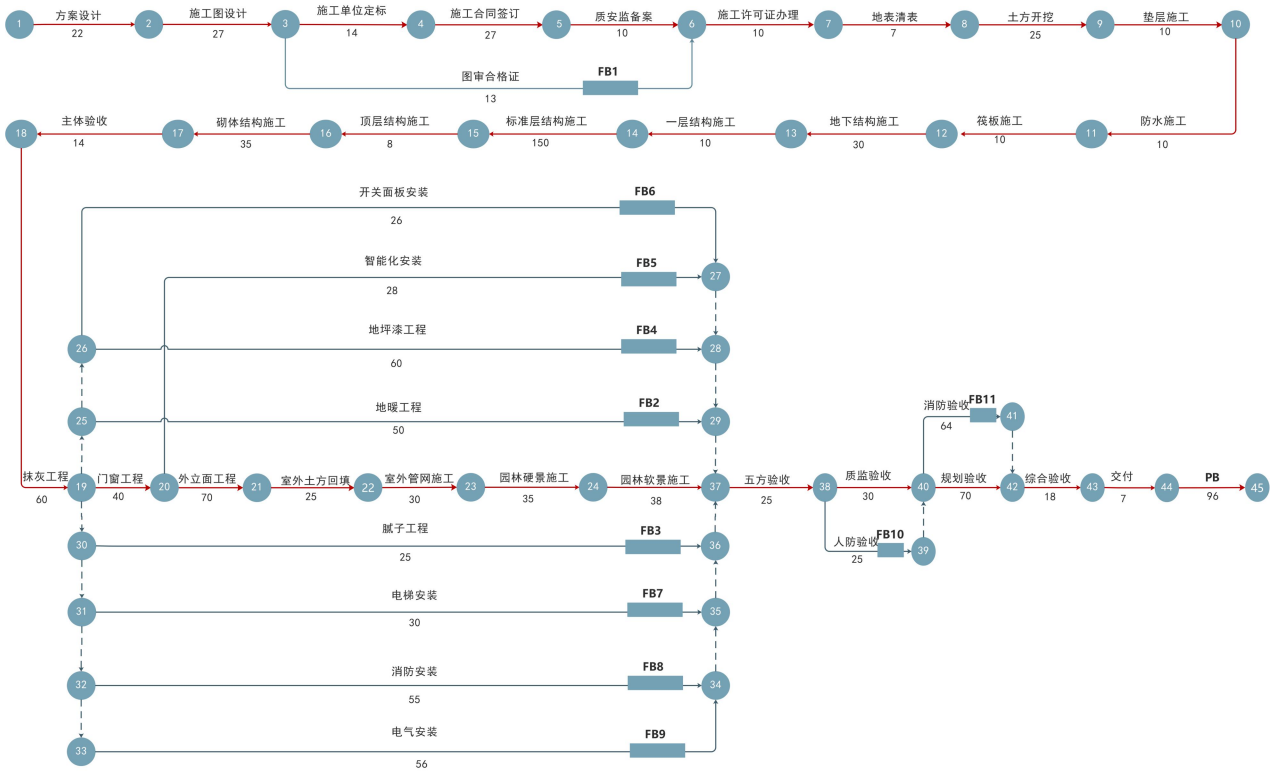 方案设计
施工图设计
施工单位定标
施工合同签订
质安监备案
施工许可证办理
地表清表
土方开挖
垫层施工
1
2
3
4
5
6
7
8
9
10
22
27
14
27
10
10
7
25
10
图审合格证
FB1
13
主体验收
砌体结构施工
顶层结构施工
标准层结构施工
一层结构施工
地下结构施工
筏板施工
防水施工
18
17
16
15
14
13
12
11
14
35
8
150
10
30
10
10
开关面板安装
FB6
26
智能化安装
FB5
27
28
地坪漆工程
FB4
26
28
60
地暖工程
FB2
25
29
50
消防验收
FB11
41
64
抹灰工程
门窗工程
外立面工程
室外土方回填
室外管网施工
园林硬景施工
园林软景施工
五方验收
质监验收
规划验收
综合验收
交付
PB
19
20
21
22
23
24
37
38
40
42
43
44
45
60
40
70
25
30
35
38
25
30
70
18
7
96
腻子工程
FB3
30
36
25
人防验收
FB10
39
25
电梯安装
FB7
31
35
30
消防安装
FB8
32
34
55
电气安装
FB9
33
56